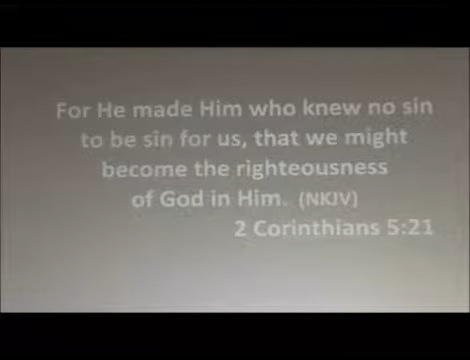 For He made Him who knew no sin
to be sin for us, that we might
become the righteousness
of God in Him. (NKJV)
2 Corinthians 5:21